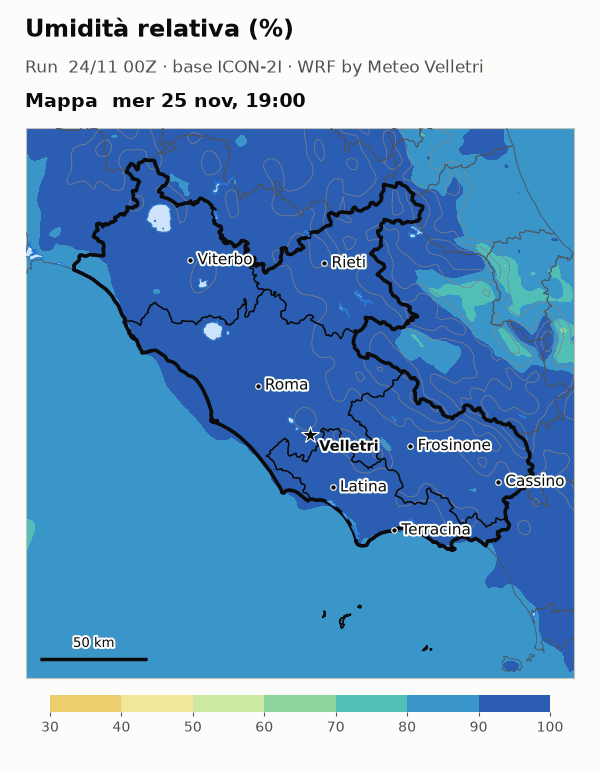 Umidità relativa (%)
Run  24/11 00Z · base ICON-2I · WRF by Meteo Velletri
Mappa  mer 25 nov, 19:00
Viterbo
Rieti
Roma
Velletri
Frosinone
Cassino
Latina
Terracina
50 km
30 40 50 60 70 80 90 100